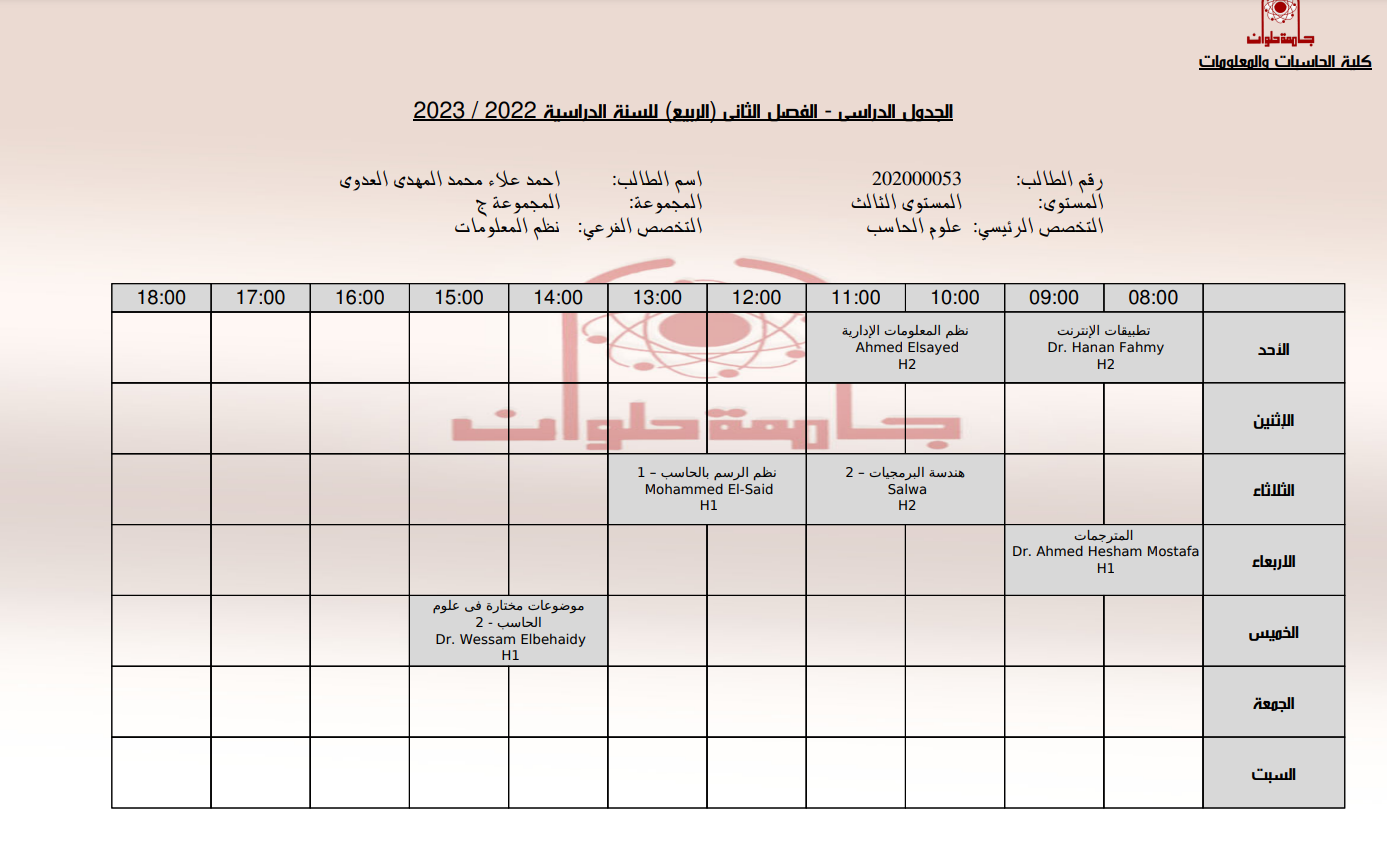 جامعة حلوان
كلية الحاسبات والمعلومات
الجدول الدراسى - الفصل الثانى (الربيع) للسنة الدراسية 2022 / 2023
رقم الطالب: 202000053 اسم الطالب: احمد علاء محمد المهدى العدوى
المستوى: المستوى الثالث المجموعة: المجموعة ج
التخصص الرئيسي: علوم الحاسب التخصص الفرعي: نظم المعلومات
08:00 09:00 10:00 11:00 12:00 13:00 14:00 15:00 16:00 17:00 18:00
الأحد
تطبيقات الإنترنت
Dr. Hanan Fahmy
H2
نظم المعلومات الإدارية
Ahmed Elsayed
H2
جامعة حلوان
الإثنين
الثلاثاء
هندسة البرمجيات – 2
Salwa
H2
نظم الرسم بالحاسب – 1
Mohammed El-Said
H1
الاربعاء
المترجمات
Dr. Ahmed Hesham Mostafa
H1
الخميس
موضوعات مختارة فى علوم
الحاسب - 2
Dr. Wessam Elbehaidy
H1
الجمعة
السبت